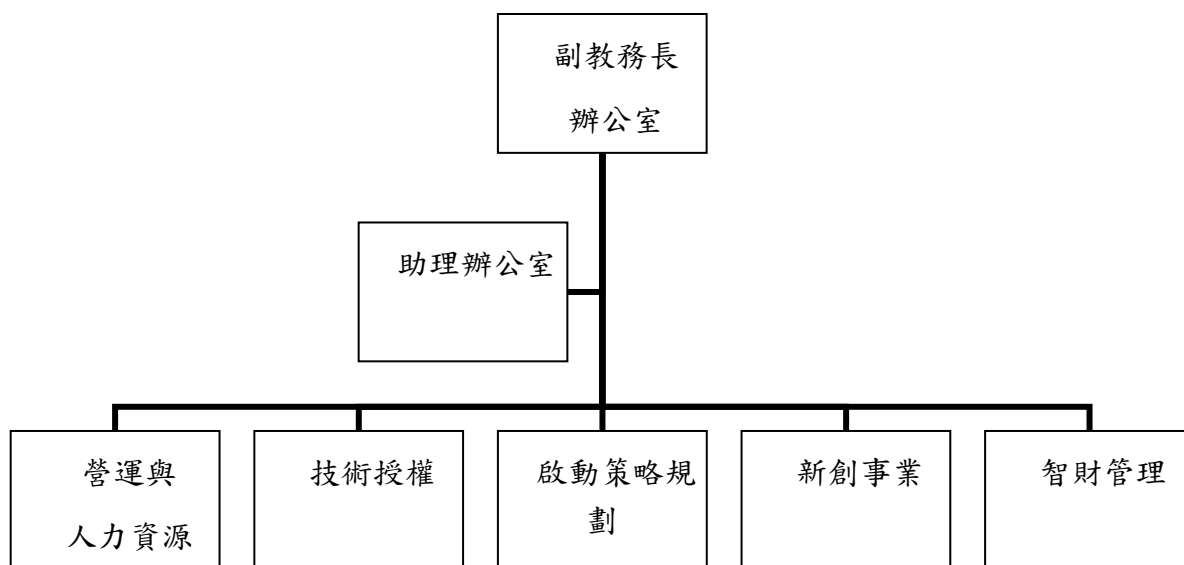 副教務長
辦公室
助理辦公室
營運與
人力資源
技術授權
啟動策略規
劃
新創事業
智財管理